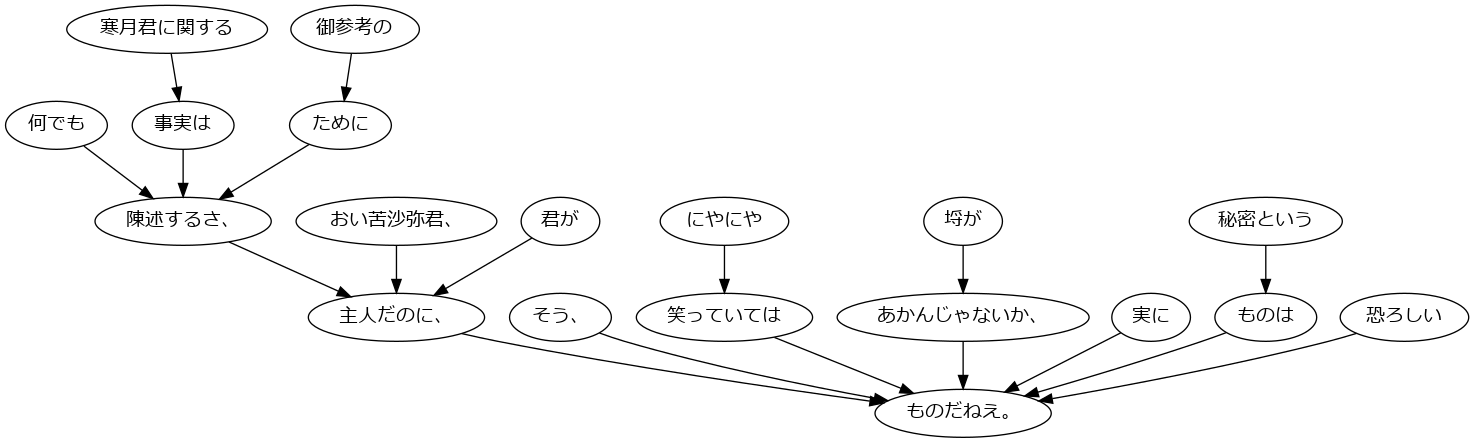 寒月君に関する
御参考の
何でも
事実は
ために
陳述するさ、
おい苦沙弥君、
君が
にやにや
埒が
秘密という
主人だのに、
そう、
笑っていては
あかんじゃないか、
実に
ものは
恐ろしい
ものだねえ。